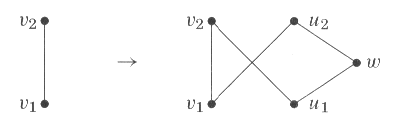 v₂ v₂ u₂
→ w
v₁ v₁ u₁